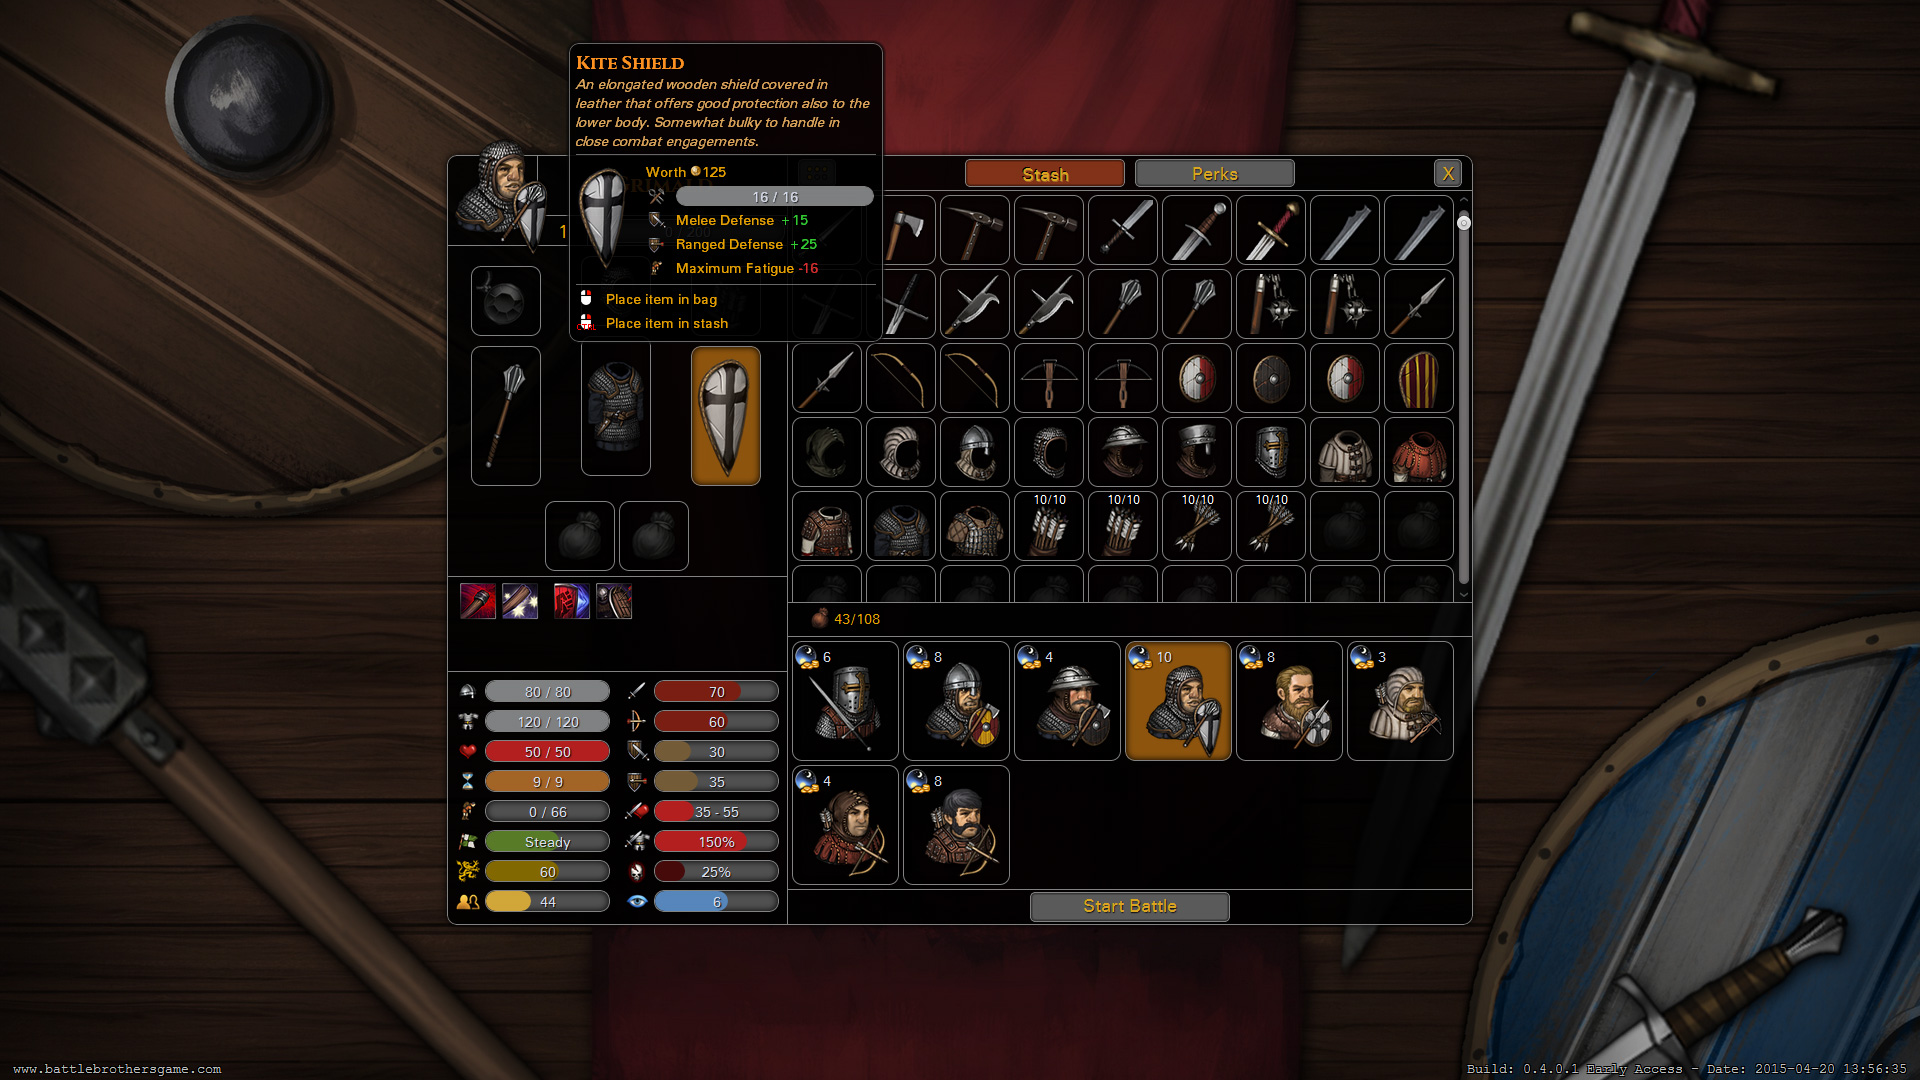 KITE SHIELD
An elongated wooden shield covered in
leather that offers good protection also to the
lower body. Somewhat bulky to handle in
close combat engagements.
Worth 125
16 / 16
Melee Defense +15
Ranged Defense +25
Maximum Fatigue -16
Place item in bag
CTRL
Place item in stash
1
Stash
Perks
X
10/10
10/10
10/10
10/10
43/108
80 / 80
70
120 / 120
60
50 / 50
30
9 / 9
35
0 / 66
35 - 55
Steady
150%
60
25%
44
6
6
8
4
10
8
3
4
8
Start Battle
www.battlebrothersgame.com
Build: 0.4.0.1 Early Access - Date: 2015-04-20 13:56:35